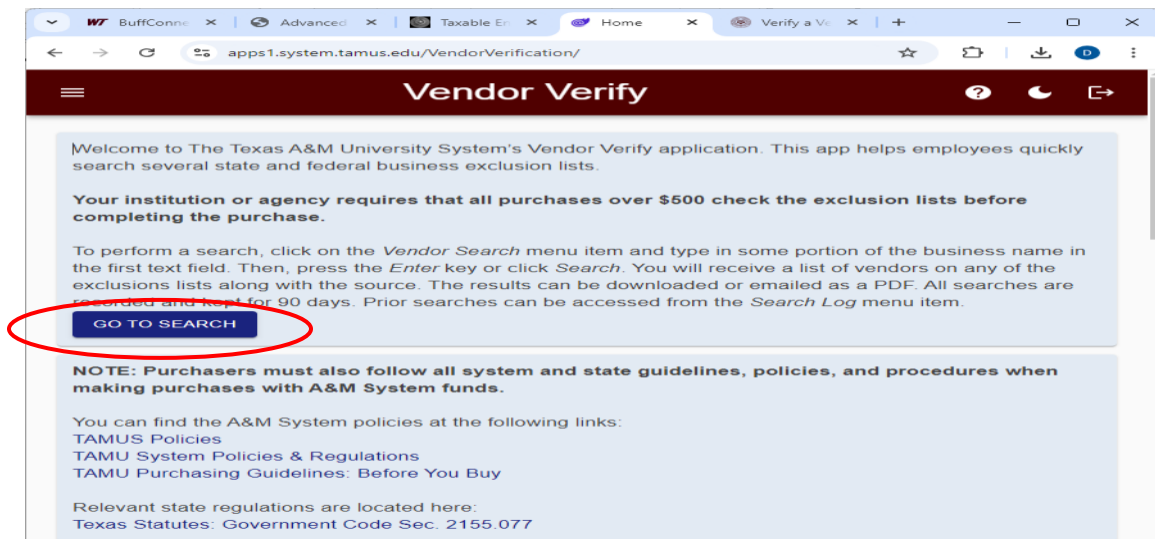 WT BuffConne
Advanced
Taxable En
Home
Verify a Ve
apps1.system.tamus.edu/VendorVerification/
D
Vendor Verify
Welcome to The Texas A&M University System's Vendor Verify application. This app helps employees quickly
search several state and federal business exclusion lists.
Your institution or agency requires that all purchases over $500 check the exclusion lists before
completing the purchase.
To perform a search, click on the Vendor Search menu item and type in some portion of the business name in
the first text field. Then, press the Enter key or click Search. You will receive a list of vendors on any of the
exclusions lists along with the source. The results can be downloaded or emailed as a PDF. All searches are
recorded and kept for 90 days. Prior searches can be accessed from the Search Log menu item.
GO TO SEARCH
NOTE: Purchasers must also follow all system and state guidelines, policies, and procedures when
making purchases with A&M System funds.
You can find the A&M System policies at the following links:
TAMUS Policies
TAMU System Policies & Regulations
TAMU Purchasing Guidelines: Before You Buy
Relevant state regulations are located here:
Texas Statutes: Government Code Sec. 2155.077